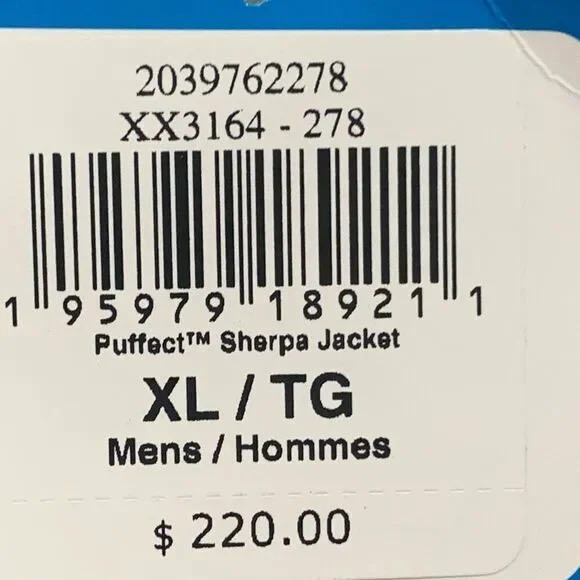 2039762278
XX3164 - 278
1 95979 18921 1
Puffect™ Sherpa Jacket
XL / TG
Mens / Hommes
$ 220.00